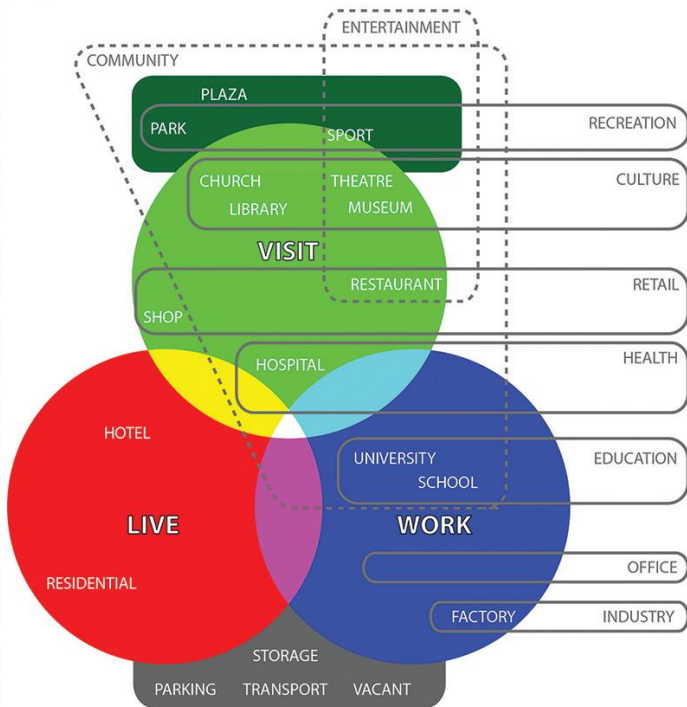 ENTERTAINMENT
COMMUNITY
PLAZA
PARK
SPORT
RECREATION
CHURCH
THEATRE
CULTURE
LIBRARY
MUSEUM
VISIT
RESTAURANT
RETAIL
SHOP
HOSPITAL
HEALTH
HOTEL
UNIVERSITY
EDUCATION
SCHOOL
LIVE
WORK
OFFICE
RESIDENTIAL
FACTORY
INDUSTRY
STORAGE
PARKING
TRANSPORT
VACANT